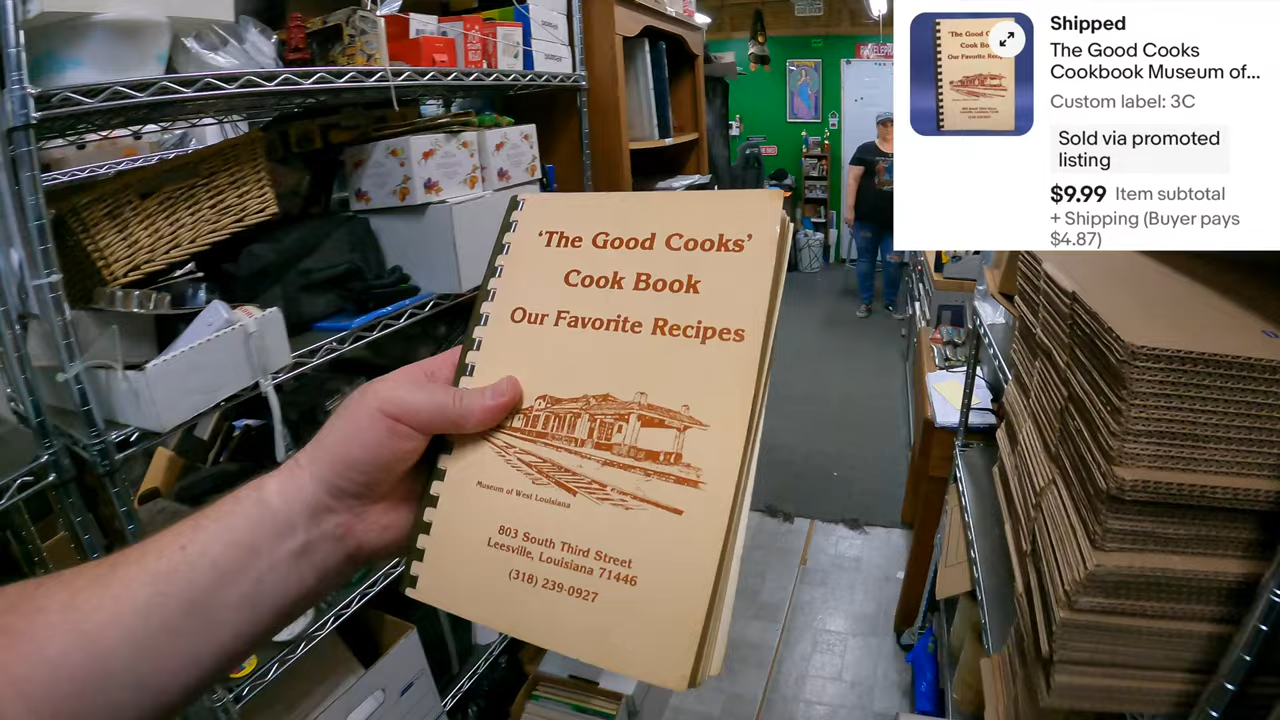 'The Good Cooks'
Cook Book
Our Favorite Recipes
Museum of West Louisiana
803 South Third Street
Leesville, Louisiana 71446
(318) 239-0927
Shipped
The Good Cooks
Cookbook Museum of...
Custom label: 3C
Sold via promoted
listing
$9.99 Item subtotal
+ Shipping (Buyer pays
$4.87)